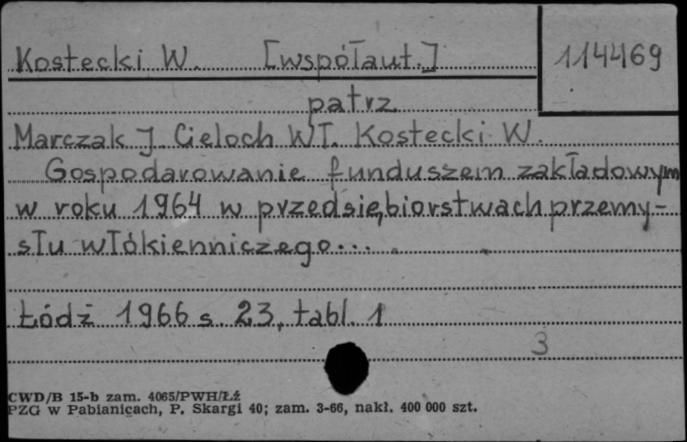 Kostecki W. [współaut.]
114469
patrz
Marczak J. Cieloch Wł. Kostecki W.
Gospodarowanie funduszem zakładowym
w roku 1964 w przedsiębiorstwach przemy-
słu włókienniczego...
Łódź 1966 s. 23, tabl. 1
3
CWD/B 15-b zam. 4065/PWH/Łź
PZG w Pabianicach, P. Skargi 40; zam. 3-66, nakł. 400 000 szt.